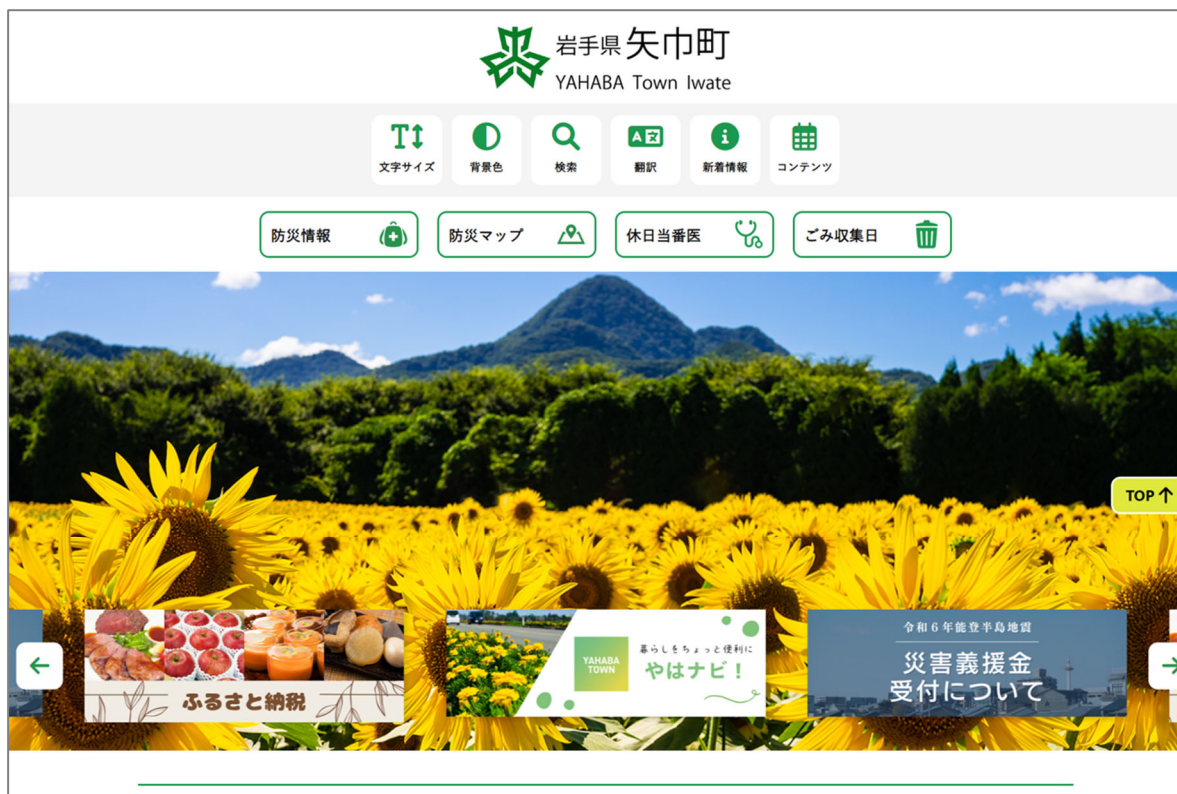 岩手県 矢巾町
YAHABA Town Iwate
文字サイズ
背景色
検索
翻訳
新着情報
コンテンツ
防災情報
防災マップ
休日当番医
ごみ収集日
TOP↑
ふるさと納税
YAHABA
TOWN
暮らしをちょっと便利に
やはナビ！
令和6年能登半島地震
災害義援金
受付について